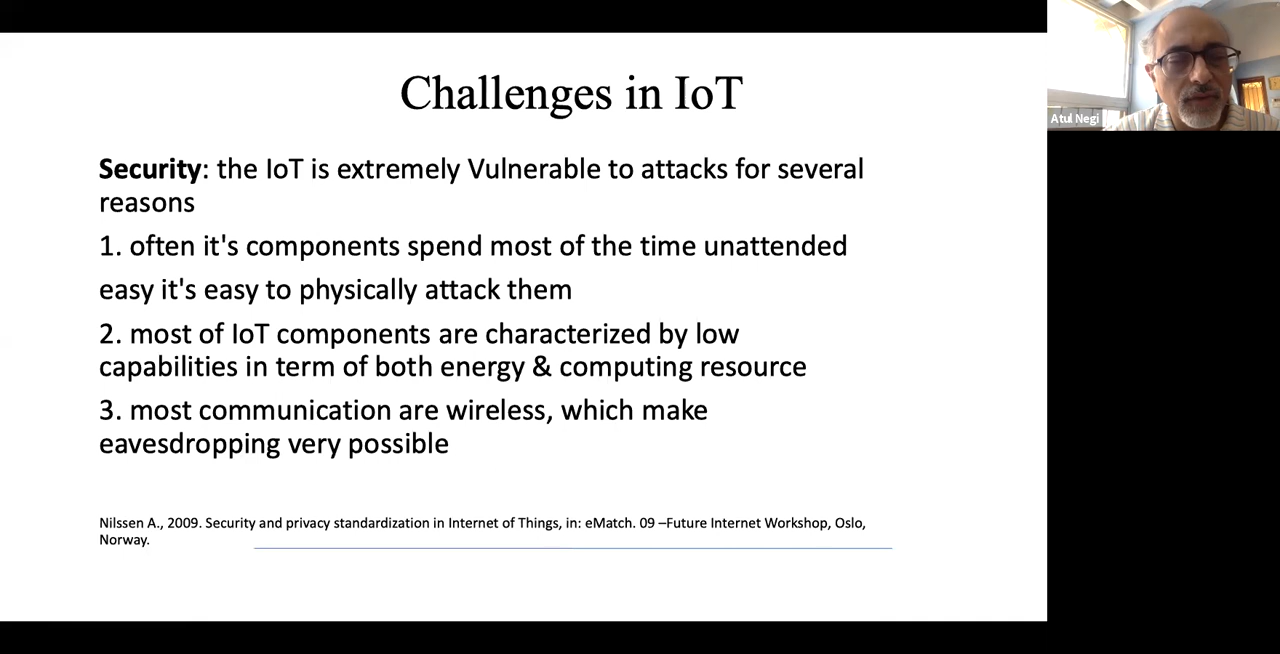 Challenges in IoT
Security: the IoT is extremely Vulnerable to attacks for several
reasons
1. often it's components spend most of the time unattended
easy it's easy to physically attack them
2. most of IoT components are characterized by low
capabilities in term of both energy & computing resource
3. most communication are wireless, which make
eavesdropping very possible
Nilssen A., 2009. Security and privacy standardization in Internet of Things, in: eMatch. 09 –Future Internet Workshop, Oslo,
Norway.
Atul Negi